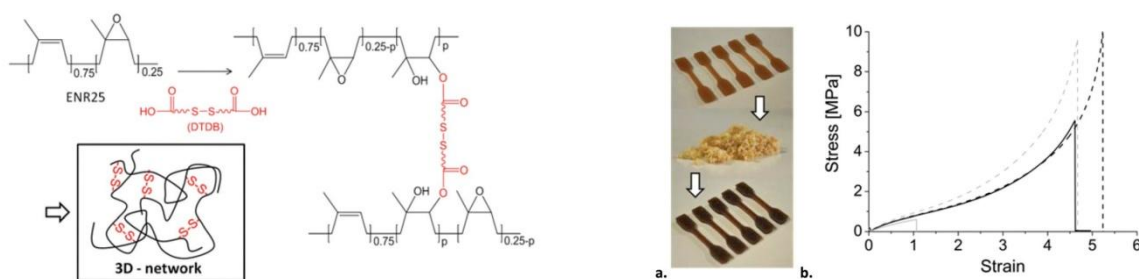 O
O
0.75
0.25
ENR25
O
O
HO
S
S
OH
(DTDB)
0.75
O
0.25-p
OH
p
O
O
S
S
O
O
OH
O
0.75
p
0.25-p
S-S
S-S
S-S
S-S
S-S
3D - network
a.
b.
Stress [MPa]
10
8
6
4
2
0
0 1 2 3 4 5 6
Strain